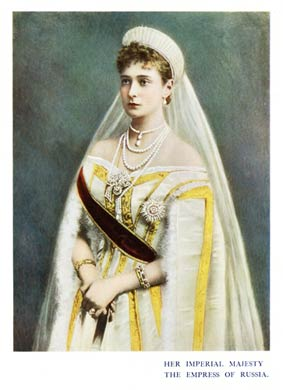 HER IMPERIAL MAJESTY
THE EMPRESS OF RUSSIA.